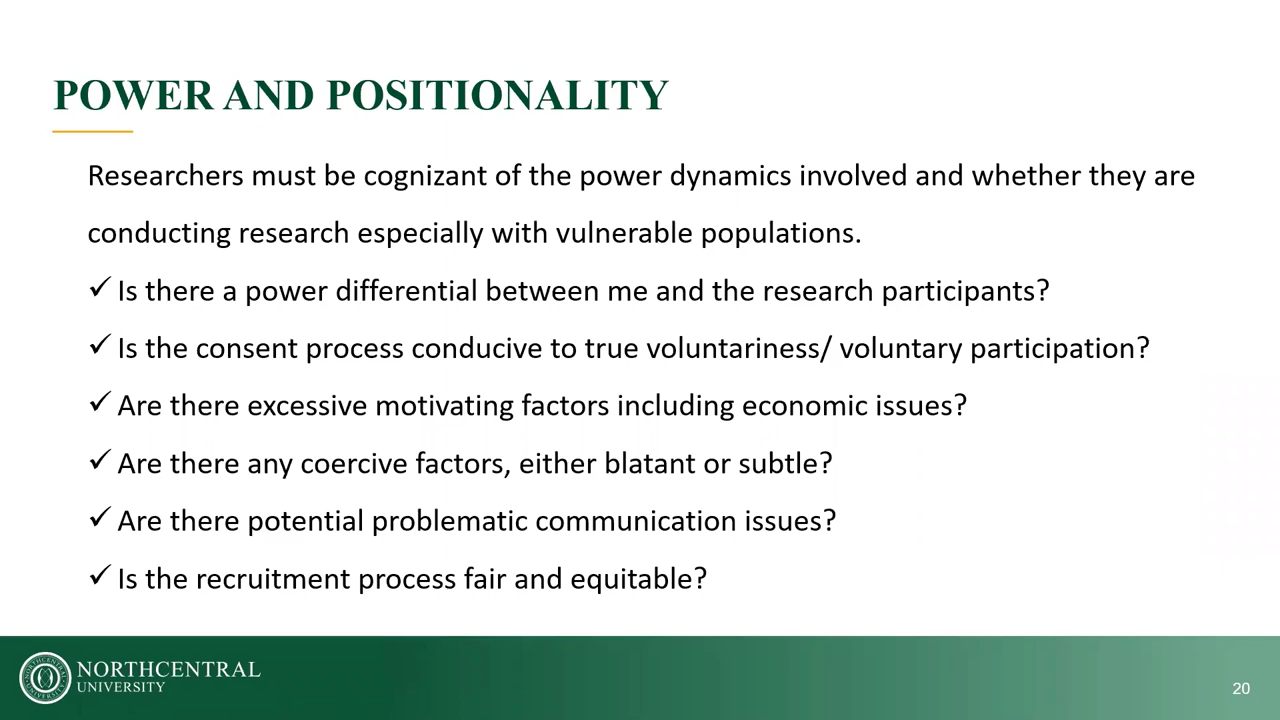 POWER AND POSITIONALITY
Researchers must be cognizant of the power dynamics involved and whether they are
conducting research especially with vulnerable populations.
✓ Is there a power differential between me and the research participants?
✓ Is the consent process conducive to true voluntariness/ voluntary participation?
✓ Are there excessive motivating factors including economic issues?
✓ Are there any coercive factors, either blatant or subtle?
✓ Are there potential problematic communication issues?
✓ Is the recruitment process fair and equitable?
NORTHCENTRAL
UNIVERSITY
20